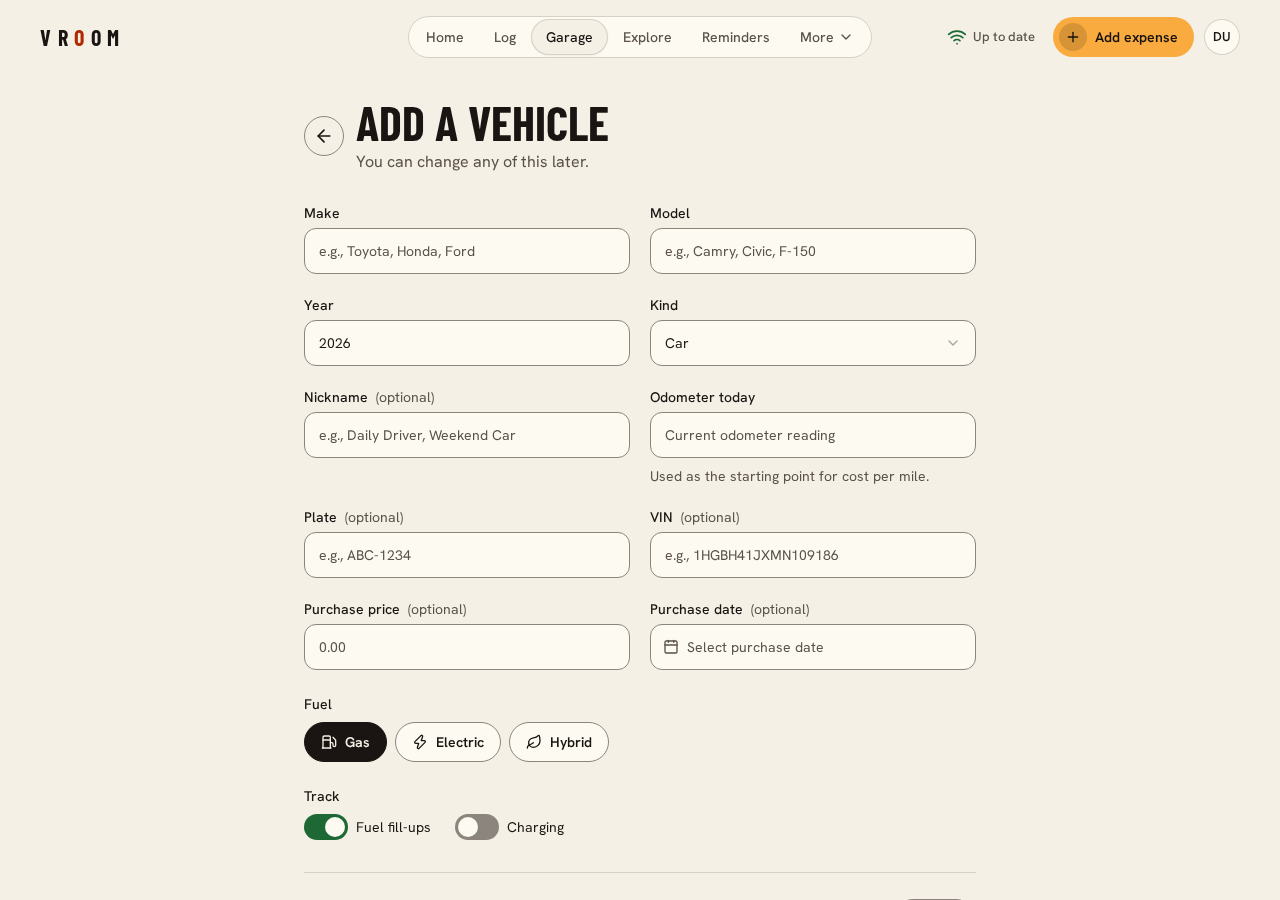 VROOM
Home Log Garage Explore Reminders More
Up to date
Add expense
DU
ADD A VEHICLE
You can change any of this later.
Make Model
e.g., Toyota, Honda, Ford e.g., Camry, Civic, F-150
Year Kind
2026 Car
Nickname (optional) Odometer today
e.g., Daily Driver, Weekend Car Current odometer reading
Used as the starting point for cost per mile.
Plate (optional) VIN (optional)
e.g., ABC-1234 e.g., 1HGBH41JXMN109186
Purchase price (optional) Purchase date (optional)
0.00 Select purchase date
Fuel
Gas Electric Hybrid
Track
Fuel fill-ups Charging